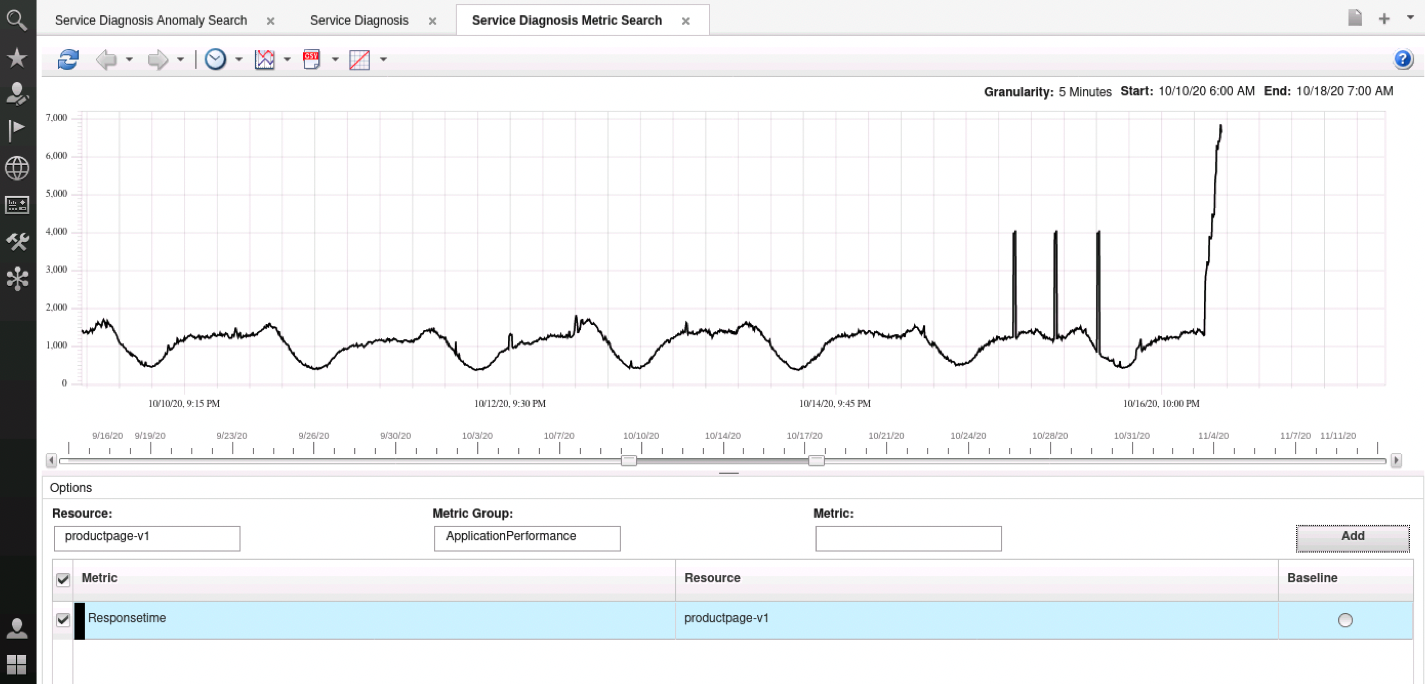 Service Diagnosis Anomaly Search Service Diagnosis Service Diagnosis Metric Search
CSV
Granularity: 5 Minutes Start: 10/10/20 6:00 AM End: 10/18/20 7:00 AM
7,000
6,000
5,000
4,000
3,000
2,000
1,000
0
10/10/20, 9:15 PM 10/12/20, 9:30 PM 10/14/20, 9:45 PM 10/16/20, 10:00 PM
9/16/20 9/19/20 9/23/20 9/26/20 9/30/20 10/3/20 10/7/20 10/10/20 10/14/20 10/17/20 10/21/20 10/24/20 10/28/20 10/31/20 11/4/20 11/7/20 11/11/20
Options
Resource: Metric Group: Metric:
productpage-v1 ApplicationPerformance Add
Metric Resource Baseline
Responsetime productpage-v1